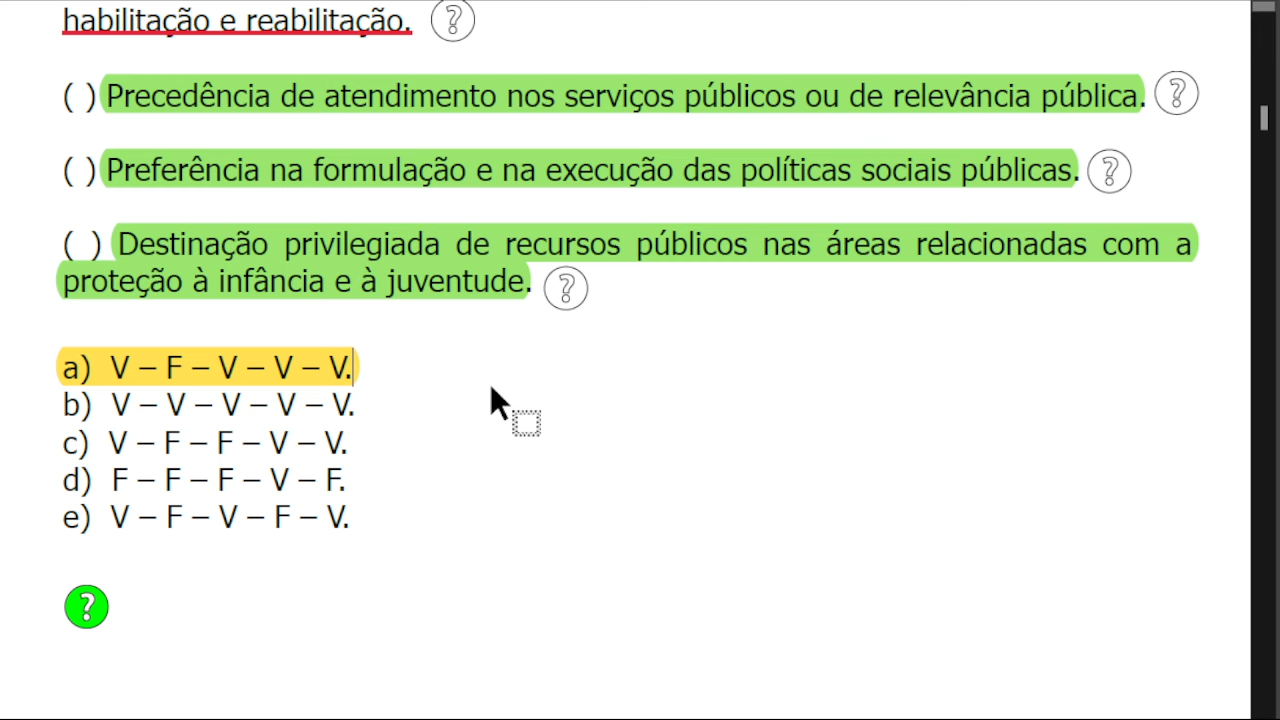 habilitação e reabilitação. ?
( ) Precedência de atendimento nos serviços públicos ou de relevância pública. ?
( ) Preferência na formulação e na execução das políticas sociais públicas. ?
( ) Destinação privilegiada de recursos públicos nas áreas relacionadas com a
proteção à infância e à juventude. ?
a) V – F – V – V – V.
b) V – V – V – V – V.
c) V – F – F – V – V.
d) F – F – F – V – F.
e) V – F – V – F – V.
?